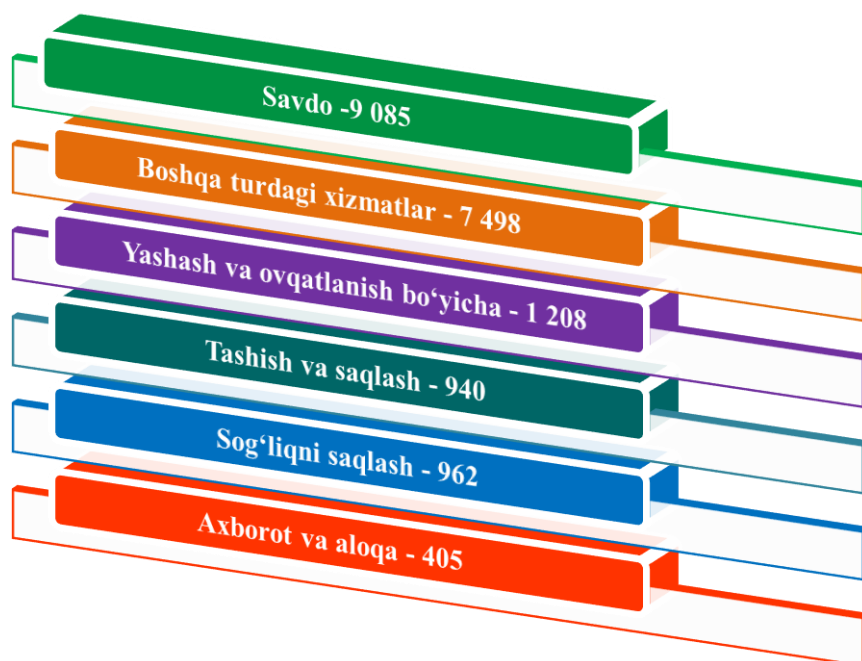 Savdo -9 085
Boshqa turdagi xizmatlar - 7 498
Yashash va ovqatlanish bo‘yicha - 1 208
Tashish va saqlash - 940
Sog‘liqni saqlash - 962
Axborot va aloqa - 405